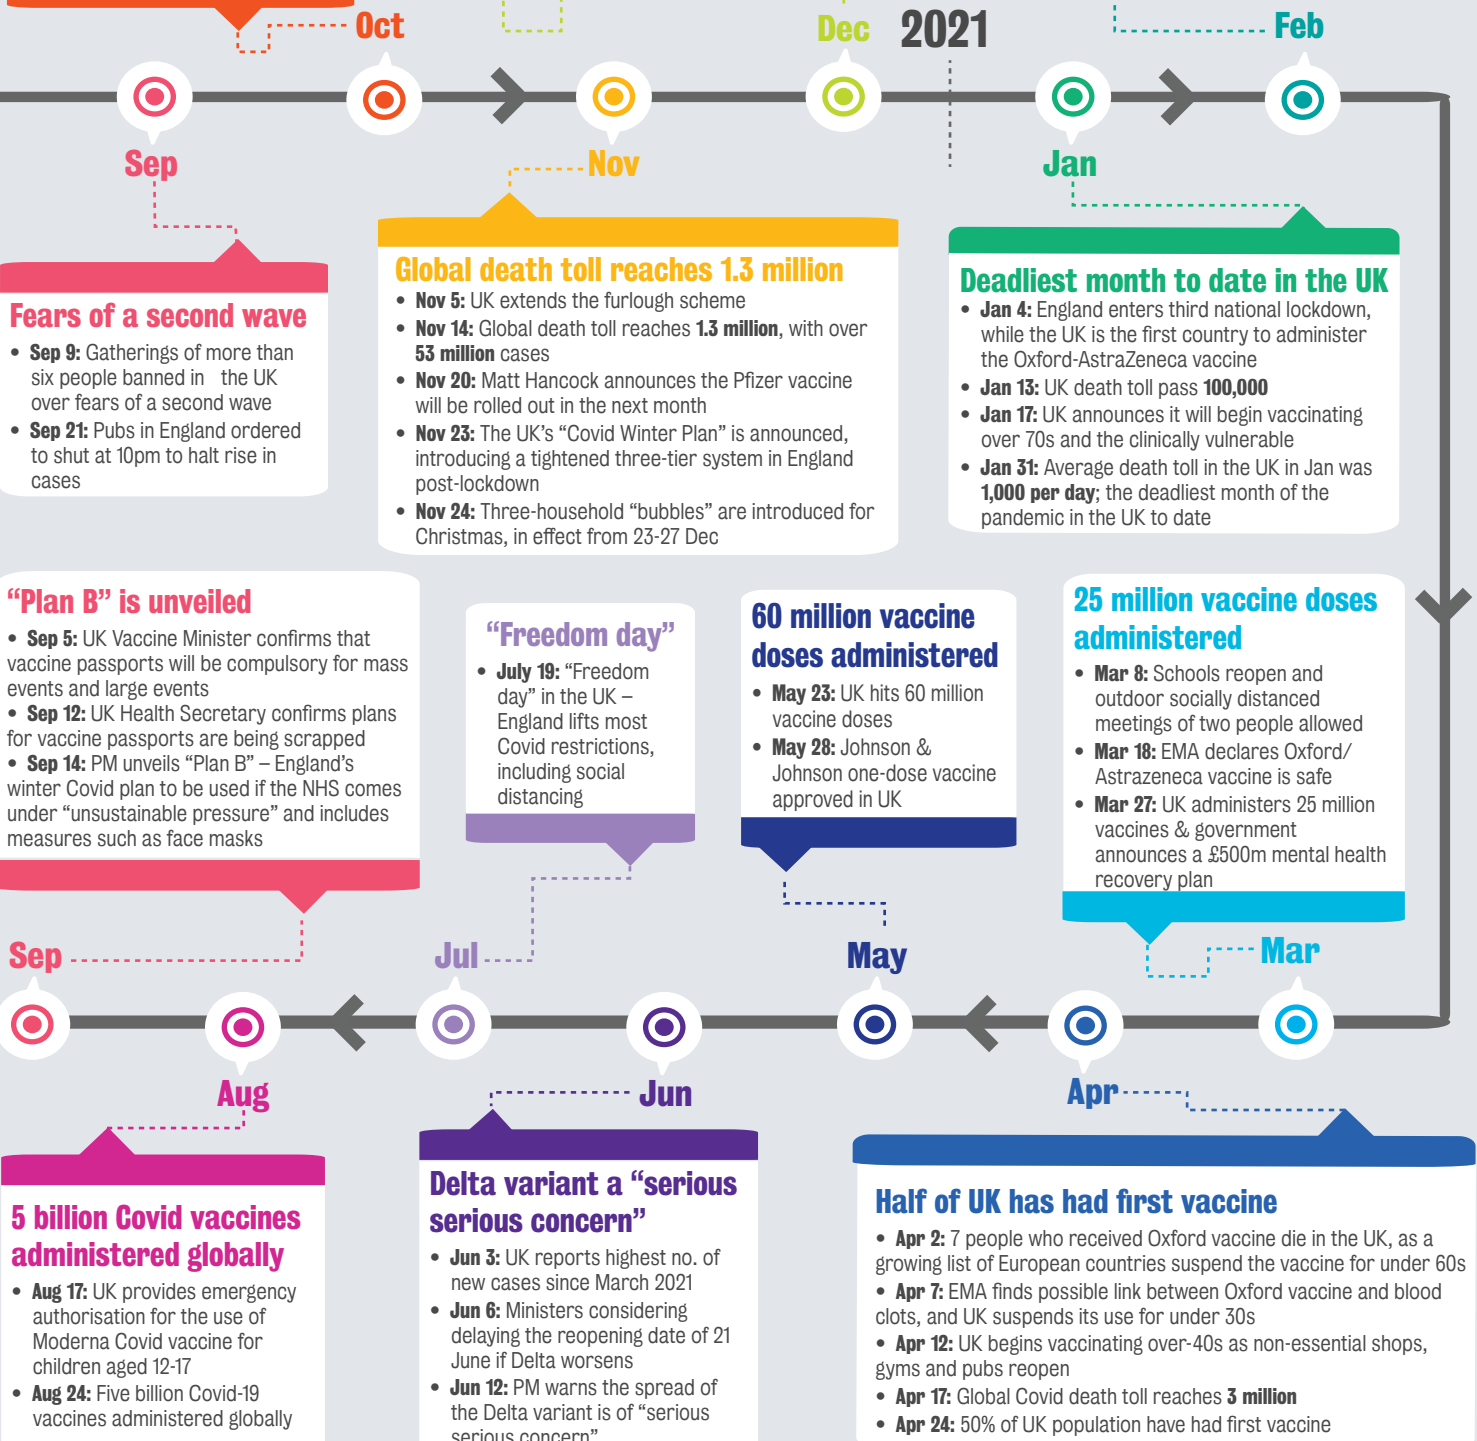 Oct
Dec
2021
Feb
Sep
Nov
Jan
Fears of a second wave
• Sep 9: Gatherings of more than
six people banned in the UK
over fears of a second wave
• Sep 21: Pubs in England ordered
to shut at 10pm to halt rise in
cases
Global death toll reaches 1.3 million
• Nov 5: UK extends the furlough scheme
• Nov 14: Global death toll reaches 1.3 million, with over
53 million cases
• Nov 20: Matt Hancock announces the Pfizer vaccine
will be rolled out in the next month
• Nov 23: The UK’s “Covid Winter Plan” is announced,
introducing a tightened three-tier system in England
post-lockdown
• Nov 24: Three-household “bubbles” are introduced for
Christmas, in effect from 23-27 Dec
Deadliest month to date in the UK
• Jan 4: England enters third national lockdown,
while the UK is the first country to administer
the Oxford-AstraZeneca vaccine
• Jan 13: UK death toll pass 100,000
• Jan 17: UK announces it will begin vaccinating
over 70s and the clinically vulnerable
• Jan 31: Average death toll in the UK in Jan was
1,000 per day; the deadliest month of the
pandemic in the UK to date
“Plan B” is unveiled
• Sep 5: UK Vaccine Minister confirms that
vaccine passports will be compulsory for mass
events and large events
• Sep 12: UK Health Secretary confirms plans
for vaccine passports are being scrapped
• Sep 14: PM unveils “Plan B” – England’s
winter Covid plan to be used if the NHS comes
under “unsustainable pressure” and includes
measures such as face masks
“Freedom day”
• July 19: “Freedom
day” in the UK –
England lifts most
Covid restrictions,
including social
distancing
60 million vaccine
doses administered
• May 23: UK hits 60 million
vaccine doses
• May 28: Johnson &
Johnson one-dose vaccine
approved in UK
25 million vaccine doses
administered
• Mar 8: Schools reopen and
outdoor socially distanced
meetings of two people allowed
• Mar 18: EMA declares Oxford/
Astrazeneca vaccine is safe
• Mar 27: UK administers 25 million
vaccines & government
announces a £500m mental health
recovery plan
Sep
Jul
May
Mar
Aug
Jun
Apr
5 billion Covid vaccines
administered globally
• Aug 17: UK provides emergency
authorisation for the use of
Moderna Covid vaccine for
children aged 12-17
• Aug 24: Five billion Covid-19
vaccines administered globally
Delta variant a “serious
serious concern”
• Jun 3: UK reports highest no. of
new cases since March 2021
• Jun 6: Ministers considering
delaying the reopening date of 21
June if Delta worsens
• Jun 12: PM warns the spread of
the Delta variant is of “serious
serious concern”
Half of UK has had first vaccine
• Apr 2: 7 people who received Oxford vaccine die in the UK, as a
growing list of European countries suspend the vaccine for under 60s
• Apr 7: EMA finds possible link between Oxford vaccine and blood
clots, and UK suspends its use for under 30s
• Apr 12: UK begins vaccinating over-40s as non-essential shops,
gyms and pubs reopen
• Apr 17: Global Covid death toll reaches 3 million
• Apr 24: 50% of UK population have had first vaccine